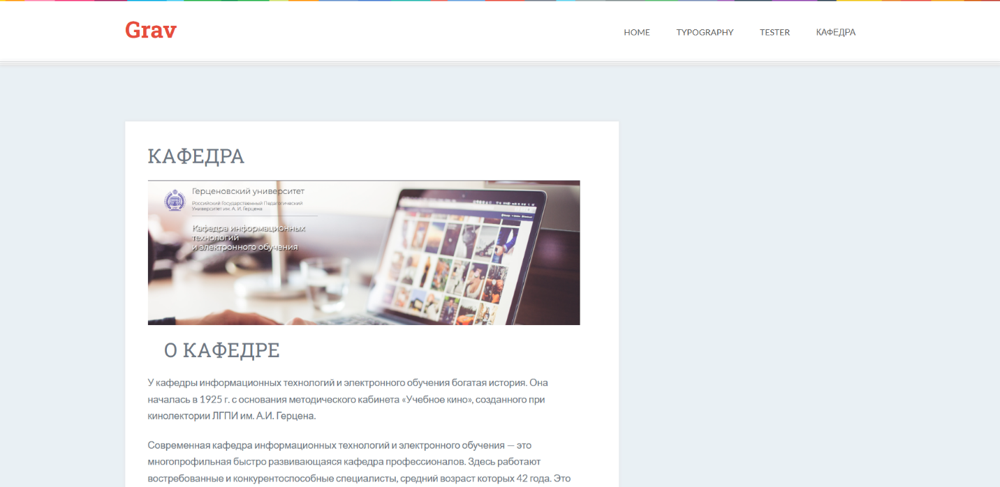 Grav
HOME TYPOGRAPHY TESTER КАФЕДРА
КАФЕДРА
Герценовский университет
Российский Государственный Педагогический
Университет им. А. И. Герцена
Кафедра информационных
технологий
и электронного обучения
О КАФЕДРЕ
У кафедры информационных технологий и электронного обучения богатая история. Она
началась в 1925 г. с основания методического кабинета «Учебное кино», созданного при
кинолектории ЛГПИ им. А.И. Герцена.
Современная кафедра информационных технологий и электронного обучения — это
многопрофильная быстро развивающаяся кафедра профессионалов. Здесь работают
востребованные и конкурентоспособные специалисты, средний возраст которых 42 года. Это